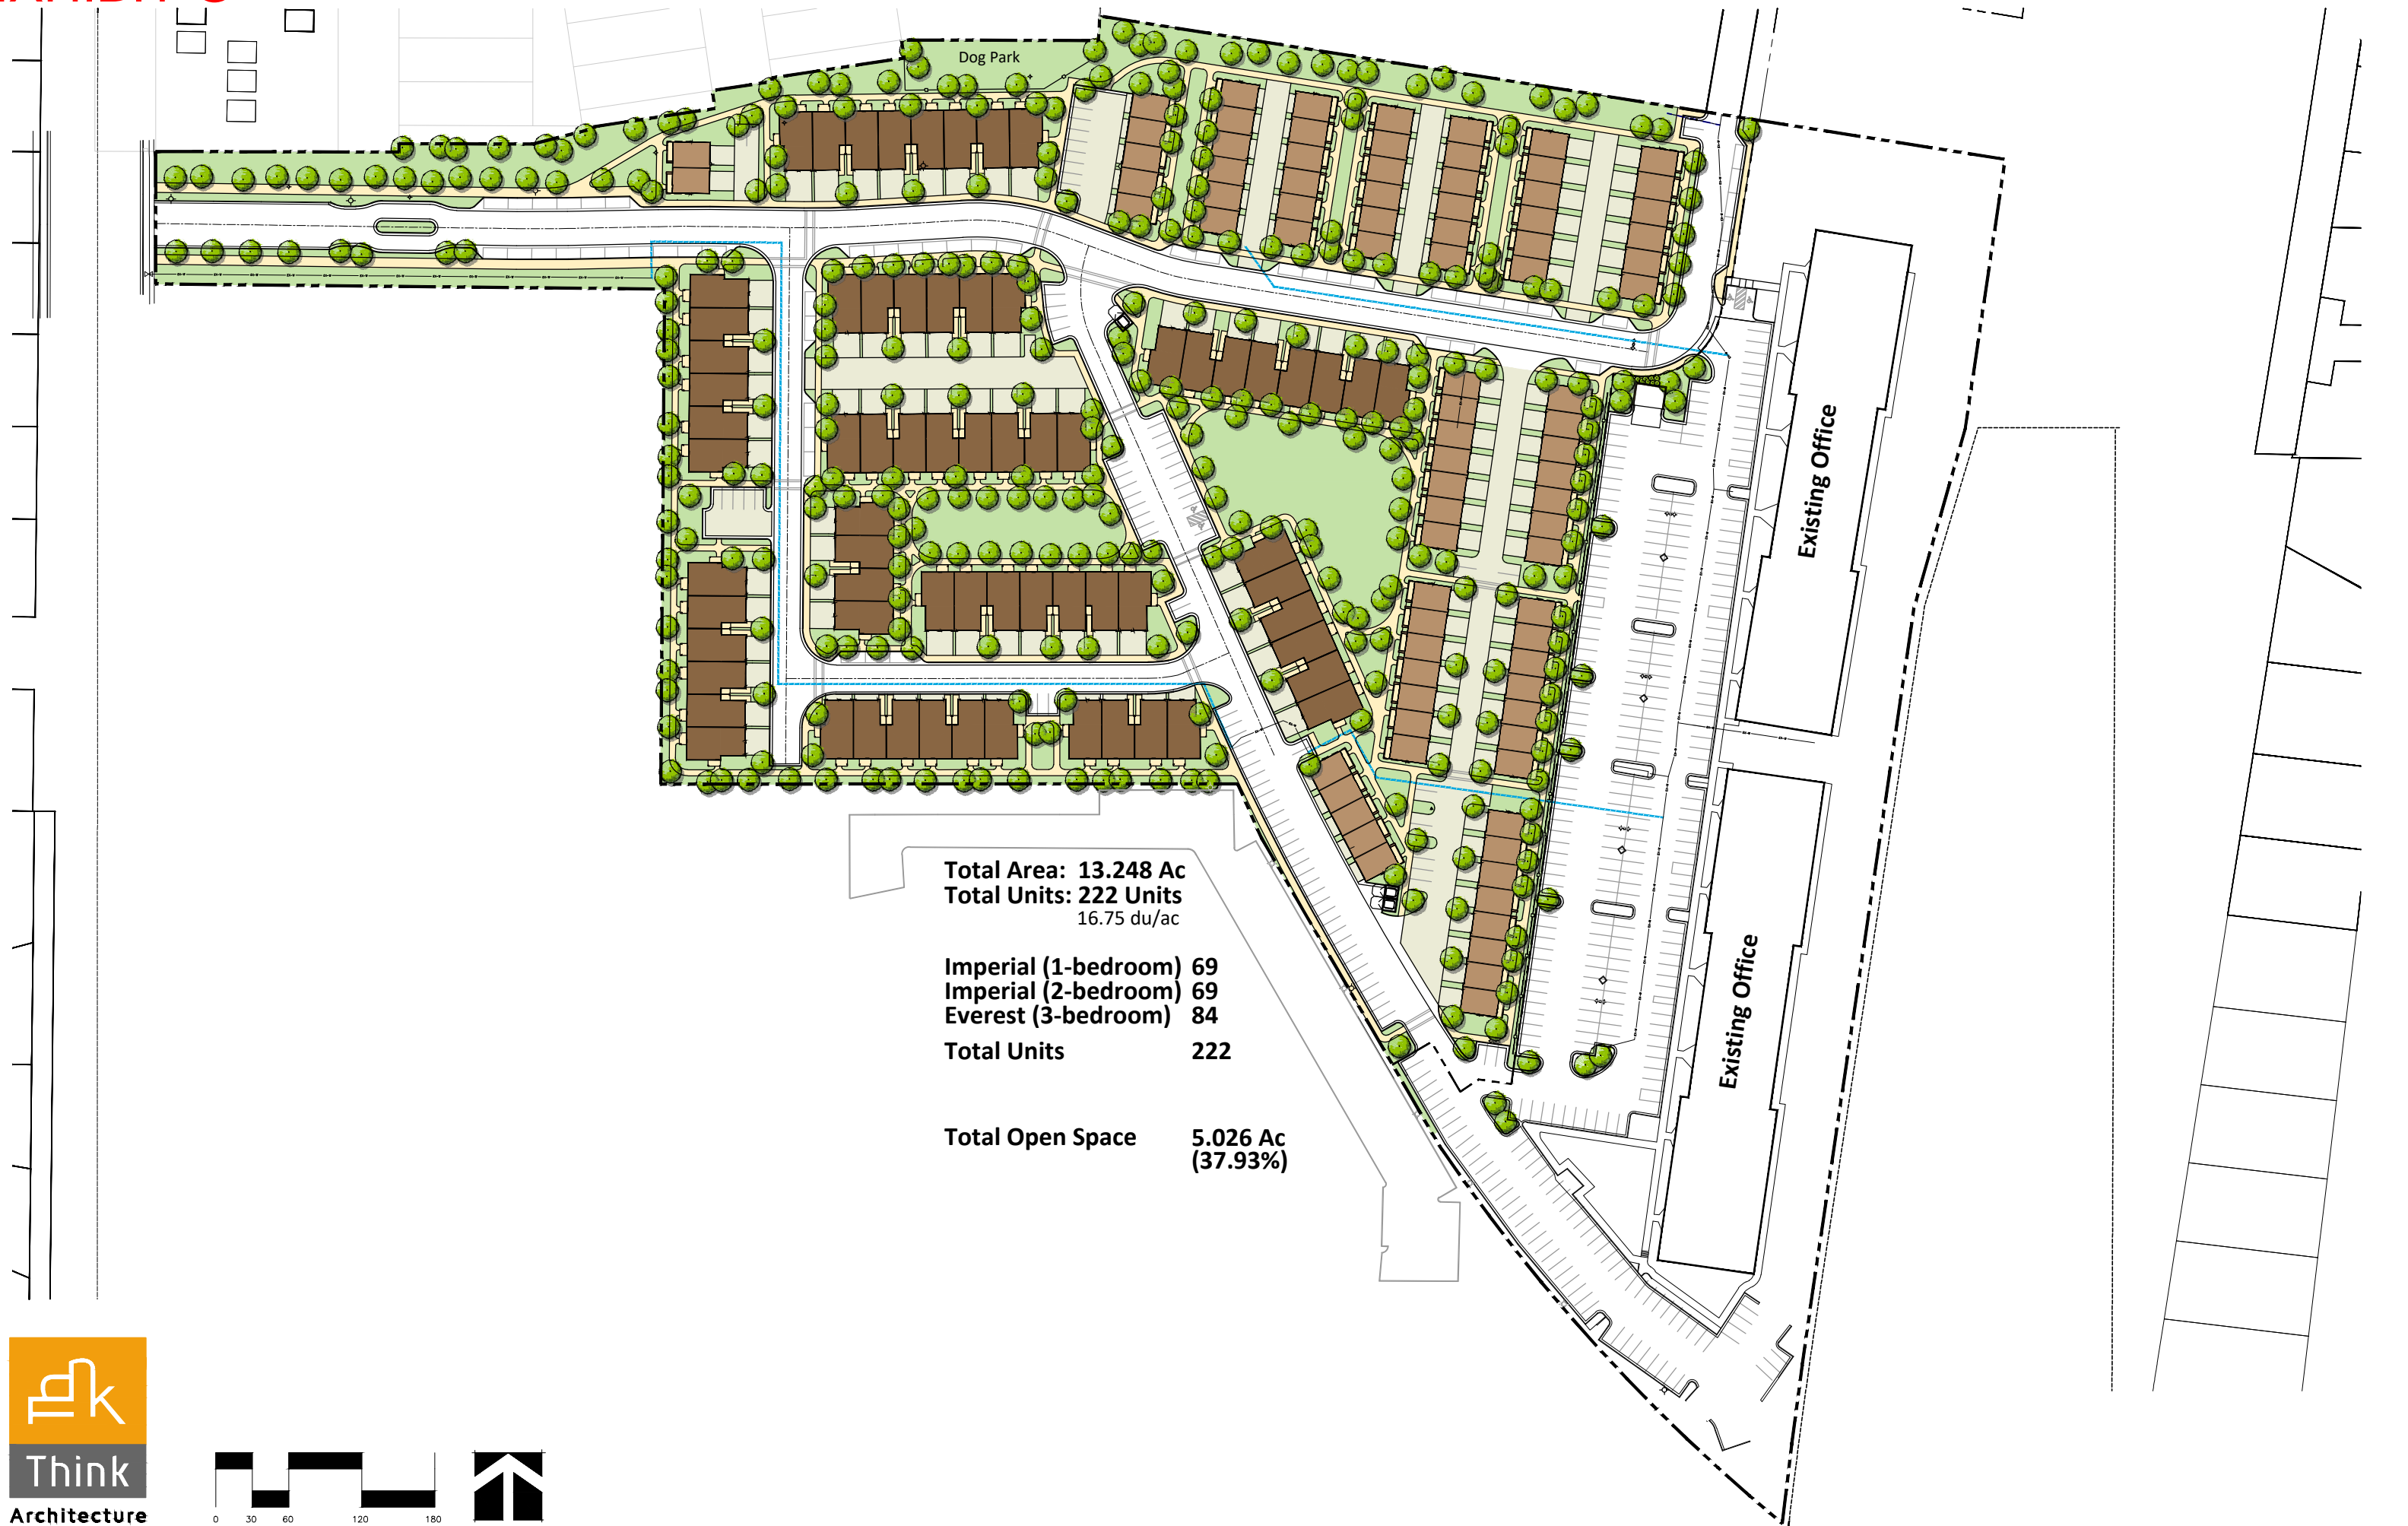 Dog Park
Existing Office
Existing Office
Total Area: 13.248 Ac
Total Units: 222 Units
16.75 du/ac
Imperial (1-bedroom) 69
Imperial (2-bedroom) 69
Everest (3-bedroom) 84
Total Units 222
Total Open Space 5.026 Ac
(37.93%)
Think
Architecture
0 30 60 120 180